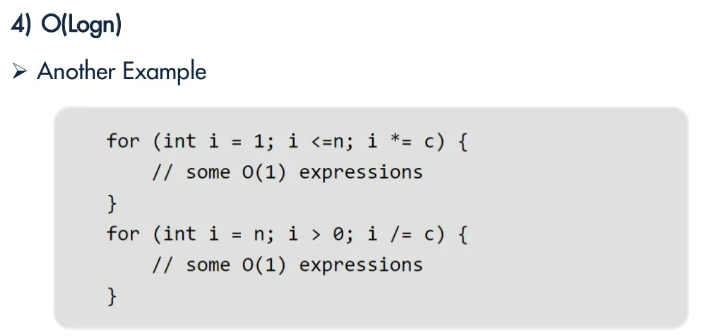 4) O(Logn)
➢ Another Example
for (int i = 1; i <=n; i *= c) {
    // some O(1) expressions
}
for (int i = n; i > 0; i /= c) {
    // some O(1) expressions
}